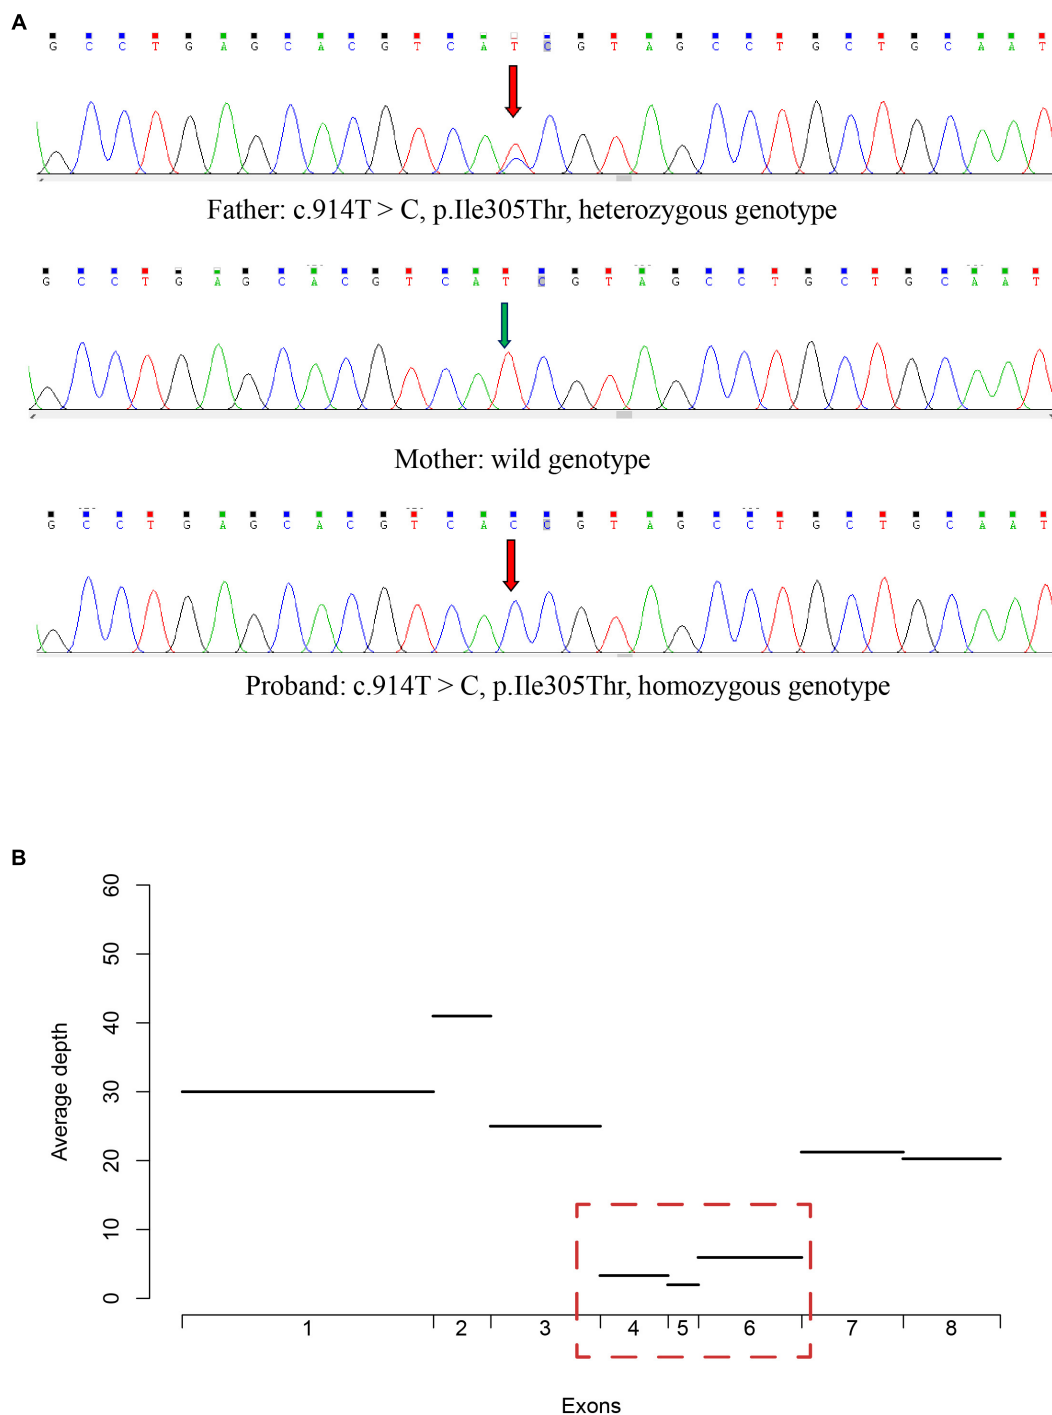 A
G C C T G A G C A C G T C A T C G T A G C C T G C T G C A A T
Father: c.914T > C, p.Ile305Thr, heterozygous genotype
G C C T G A G C A C G T C A T C G T A G C C T G C T G C A A T
Mother: wild genotype
G C C T G A G C A C G T C A C C G T A G C C T G C T G C A A T
Proband: c.914T > C, p.Ile305Thr, homozygous genotype
B
60
50
40
30
20
10
0
Average depth
1 2 3 4 5 6 7 8
Exons